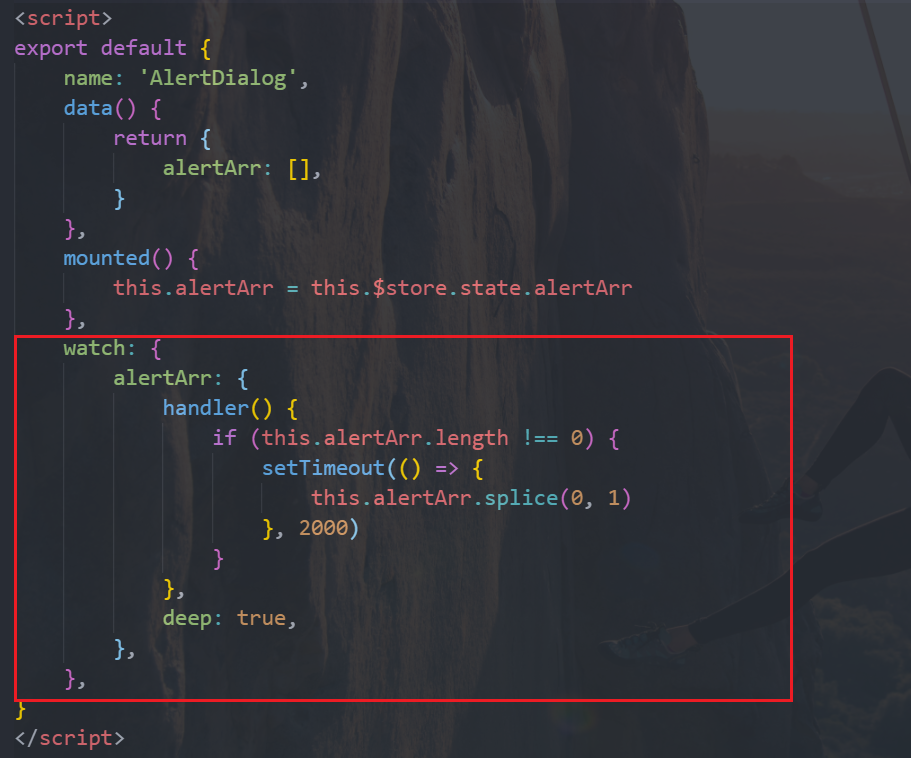 <script>
export default {
    name: 'AlertDialog',
    data() {
        return {
            alertArr: [],
        }
    },
    mounted() {
        this.alertArr = this.$store.state.alertArr
    },
    watch: {
        alertArr: {
            handler() {
                if (this.alertArr.length !== 0) {
                    setTimeout(() => {
                        this.alertArr.splice(0, 1)
                    }, 2000)
                }
            },
            deep: true,
        },
    },
}
</script>